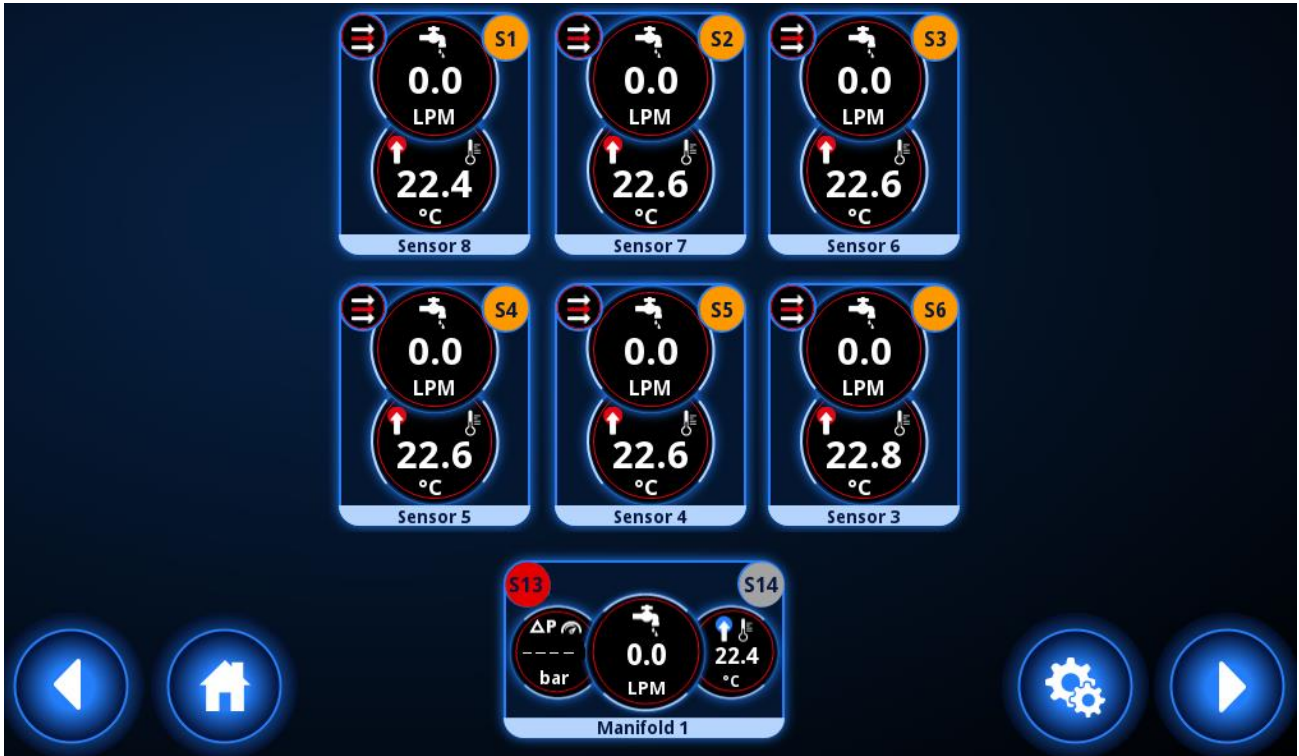 S1
0.0
LPM
22.4
°C
Sensor 8
S2
0.0
LPM
22.6
°C
Sensor 7
S3
0.0
LPM
22.6
°C
Sensor 6
S4
0.0
LPM
22.6
°C
Sensor 5
S5
0.0
LPM
22.6
°C
Sensor 4
S6
0.0
LPM
22.8
°C
Sensor 3
S13
S14
ΔP
----
bar
0.0
LPM
22.4
°C
Manifold 1